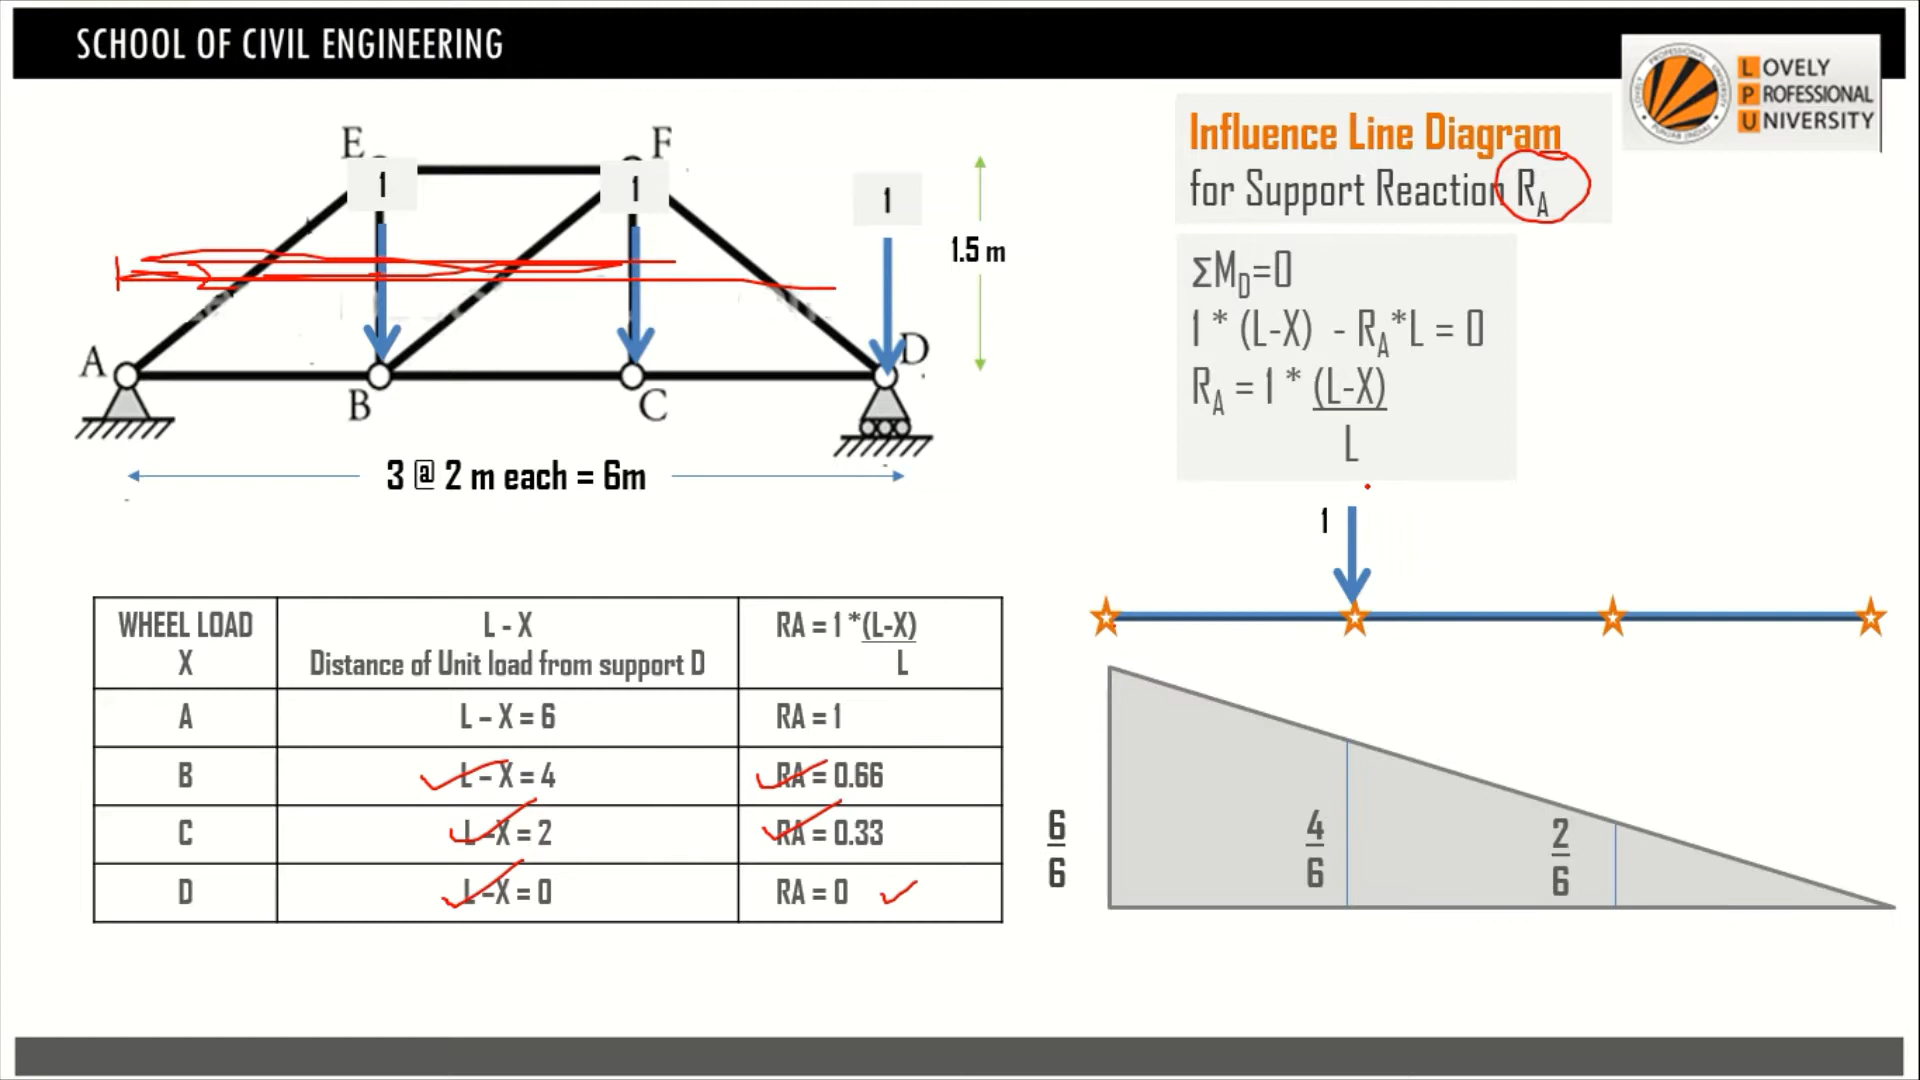 SCHOOL OF CIVIL ENGINEERING
LOVELY
PROFESSIONAL
UNIVERSITY
Influence Line Diagram
for Support Reaction RA
E
F
1
1
1
1.5 m
A
B
C
D
3 @ 2 m each = 6m
ΣMD=0
1 * (L-X) - RA*L = 0
RA = 1 * (L-X)
L
1
WHEEL LOAD
X
L - X
Distance of Unit load from support D
RA = 1 *(L-X)
L
A
L – X = 6
RA = 1
B
L – X = 4
RA = 0.66
C
L –X = 2
RA = 0.33
D
L –X = 0
RA = 0
6
6
4
6
2
6